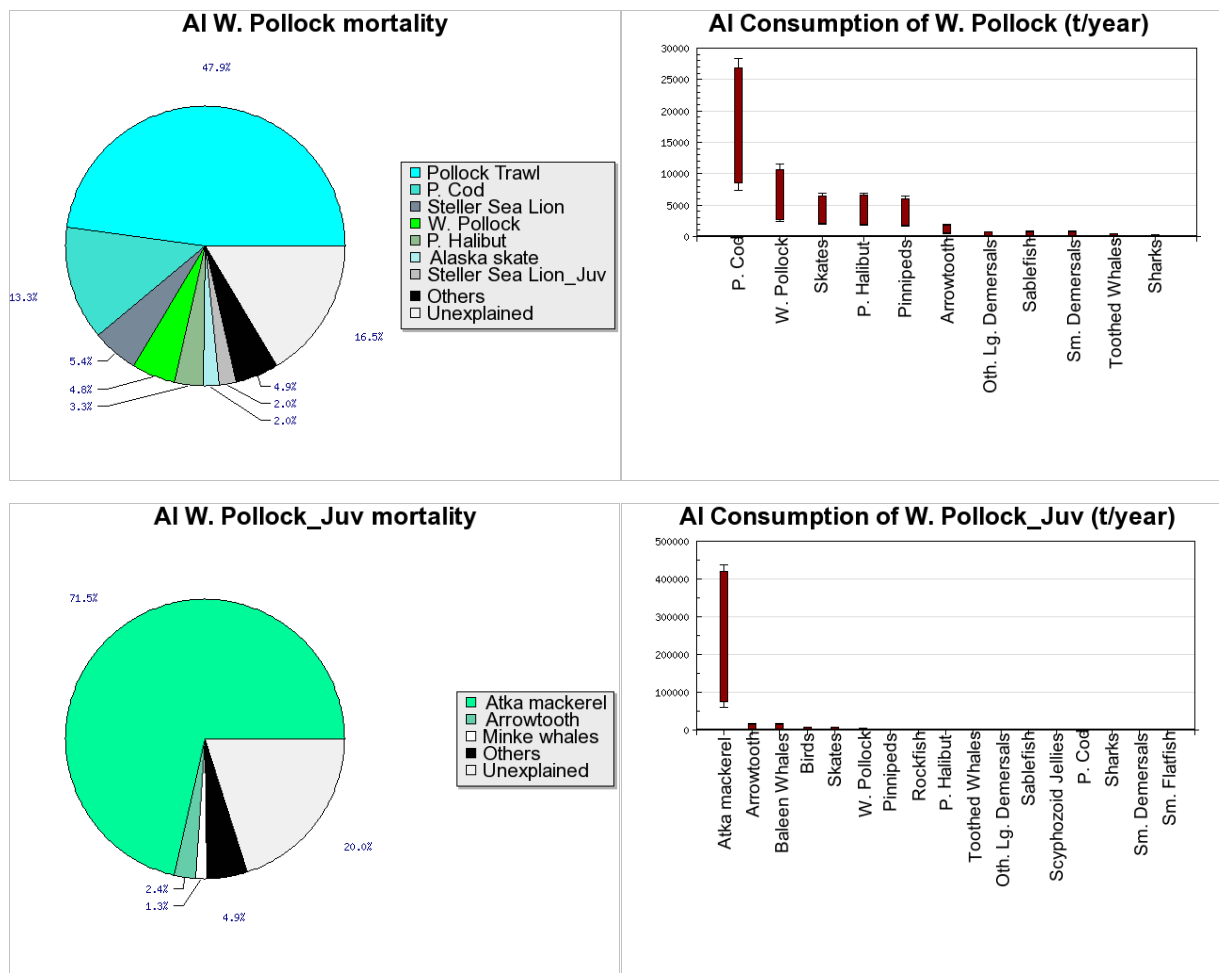 AI W. Pollock mortality
47.9%
13.3%
5.4%
4.8%
3.3%
2.0%
2.0%
4.9%
16.5%
Pollock Trawl
P. Cod
Steller Sea Lion
W. Pollock
P. Halibut
Alaska skate
Steller Sea Lion_Juv
Others
Unexplained
AI Consumption of W. Pollock (t/year)
30000
25000
20000
15000
10000
5000
0
P. Cod
W. Pollock
Skates
P. Halibut
Pinnipeds
Arrowtooth
Oth. Lg. Demersals
Sablefish
Sm. Demersals
Toothed Whales
Sharks
AI W. Pollock_Juv mortality
71.5%
2.4%
1.3%
4.9%
20.0%
Atka mackerel
Arrowtooth
Minke whales
Others
Unexplained
AI Consumption of W. Pollock_Juv (t/year)
500000
400000
300000
200000
100000
0
Atka mackerel
Arrowtooth
Baleen Whales
Birds
Skates
W. Pollock
Pinnipeds
Rockfish
P. Halibut
Toothed Whales
Oth. Lg. Demersals
Sablefish
Scyphozoid Jellies
P. Cod
Sharks
Sm. Demersals
Sm. Flatfish